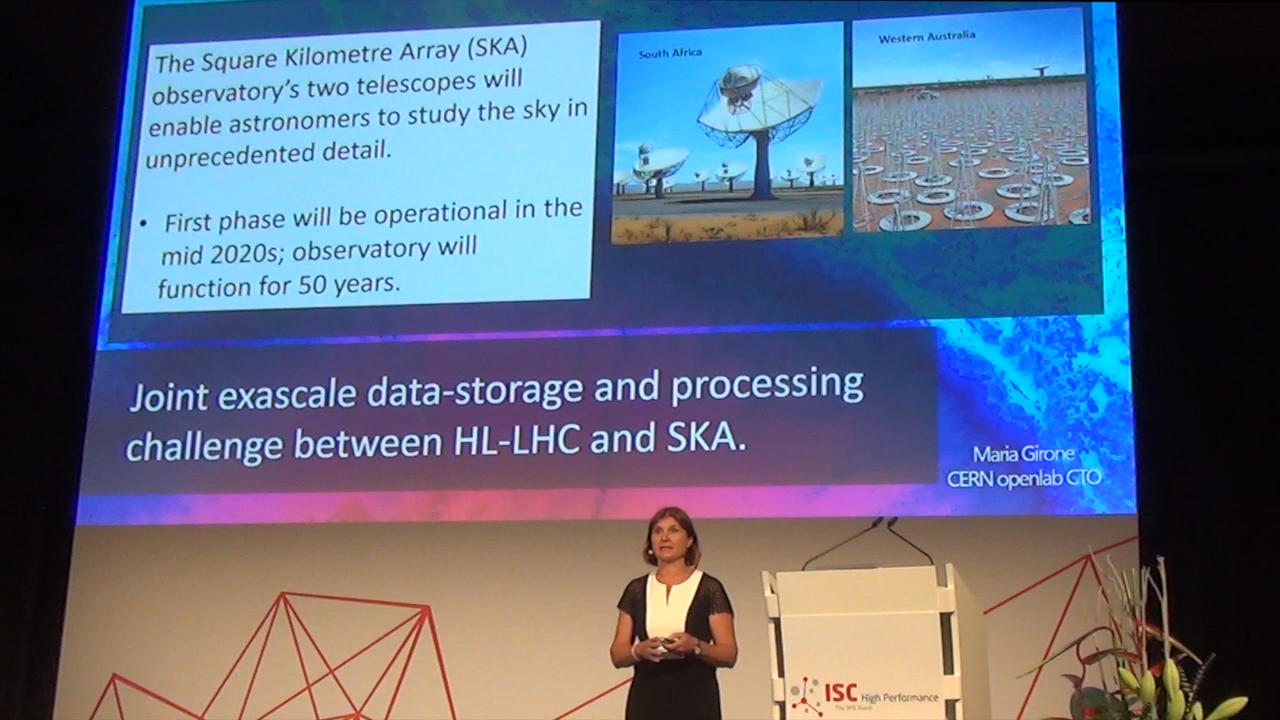 The Square Kilometre Array (SKA)
observatory's two telescopes will
enable astronomers to study the sky in
unprecedented detail.
• First phase will be operational in the
mid 2020s; observatory will
function for 50 years.
South Africa
Western Australia
Joint exascale data-storage and processing
challenge between HL-LHC and SKA.
Maria Girone
CERN openlab CTO
ISC High Performance
The HPC Event